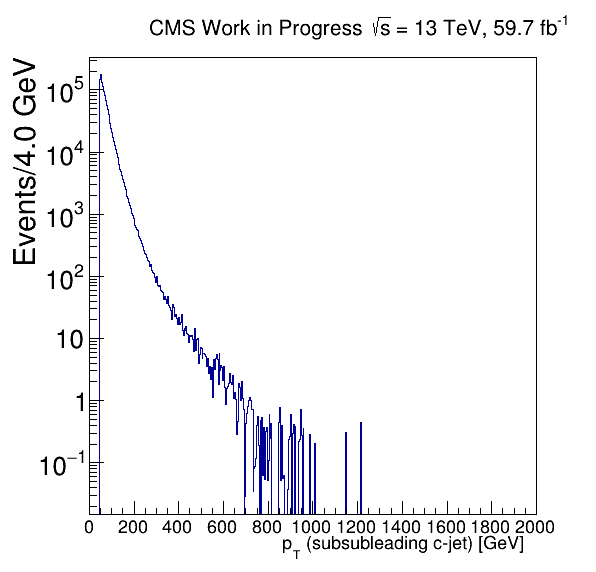 CMS Work in Progress √s = 13 TeV, 59.7 fb⁻¹
Events/4.0 GeV
10⁵
10⁴
10³
10²
10
1
10⁻¹
0 200 400 600 800 1000 1200 1400 1600 1800 2000
p_T (subsubleading c-jet) [GeV]